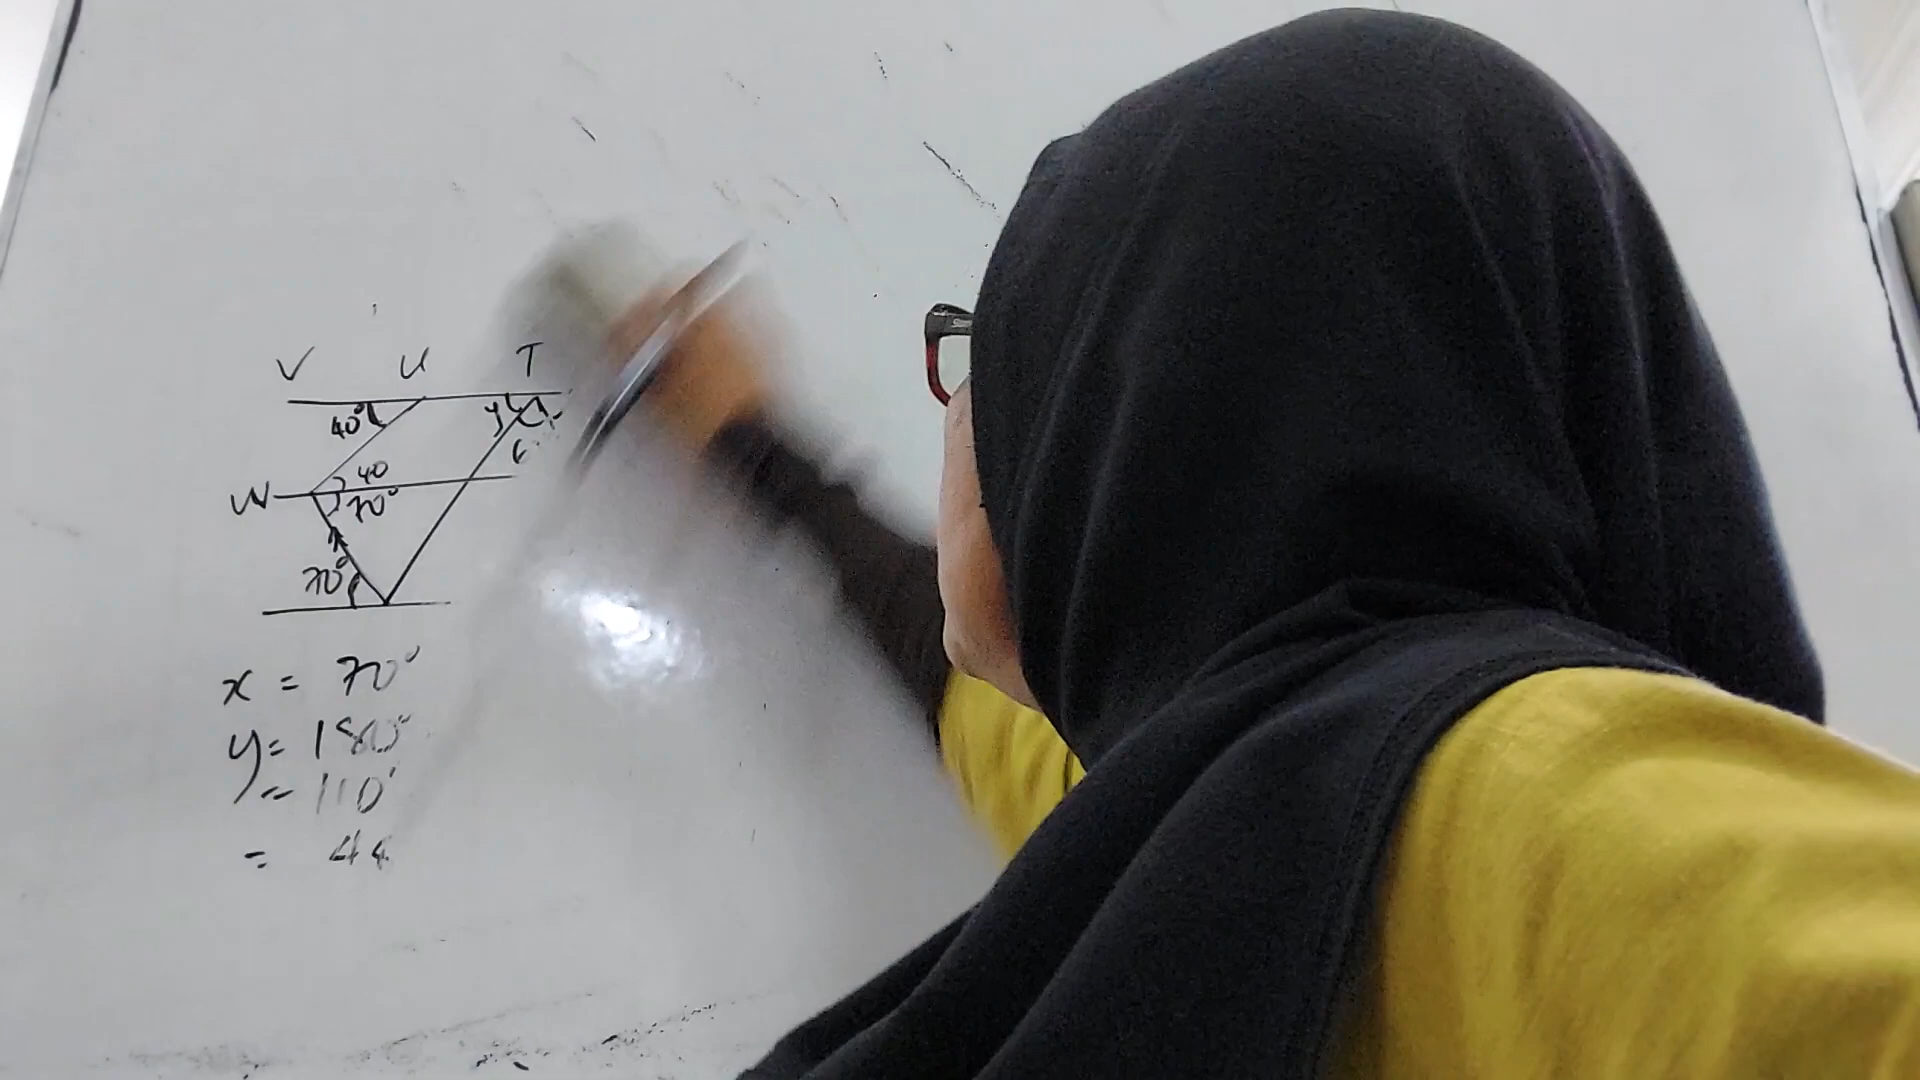 V U T
40° y
W 40
70°
70°
x = 70°
y = 180°
= 110°
= 44